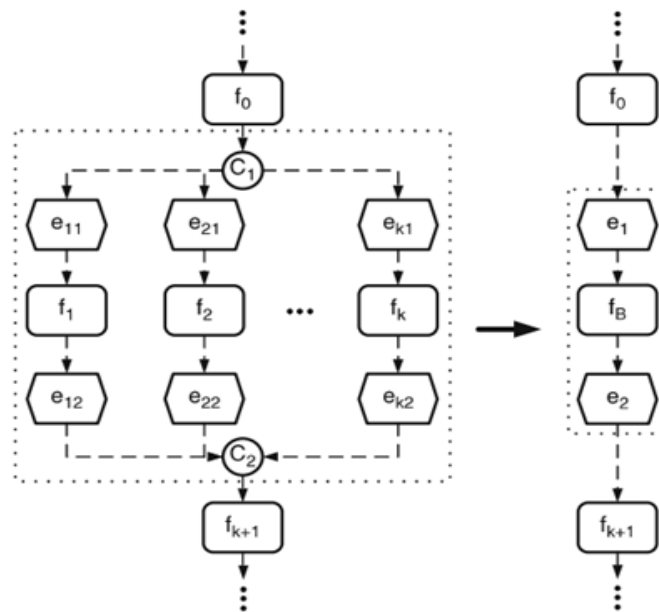 f0 f0
C1
e11 e21 ek1 e1
f1 f2 ... fk fB
e12 e22 ek2 e2
C2
fk+1 fk+1